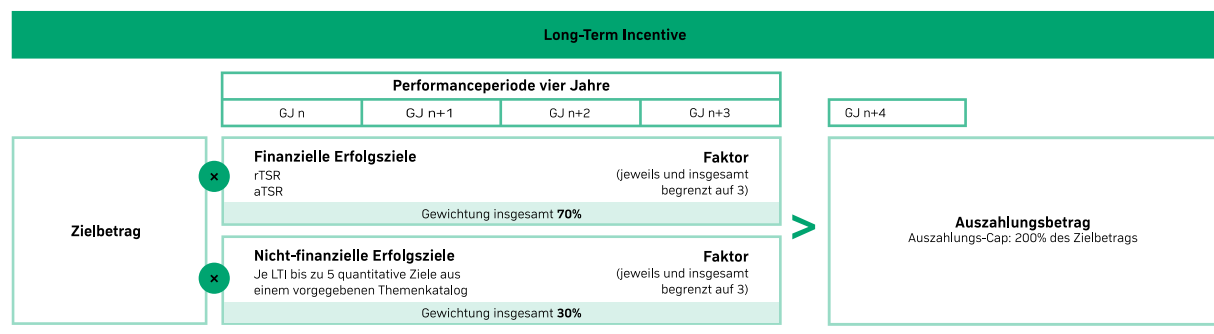 Long-Term Incentive
Performanceperiode vier Jahre
GJ n
GJ n+1
GJ n+2
GJ n+3
GJ n+4
Zielbetrag
×
Finanzielle Erfolgsziele
rTSR
aTSR
Faktor
(jeweils und insgesamt
begrenzt auf 3)
Gewichtung insgesamt 70%
×
Nicht-finanzielle Erfolgsziele
Je LTI bis zu 5 quantitative Ziele aus
einem vorgegebenen Themenkatalog
Faktor
(jeweils und insgesamt
begrenzt auf 3)
Gewichtung insgesamt 30%
>
Auszahlungsbetrag
Auszahlungs-Cap: 200% des Zielbetrags